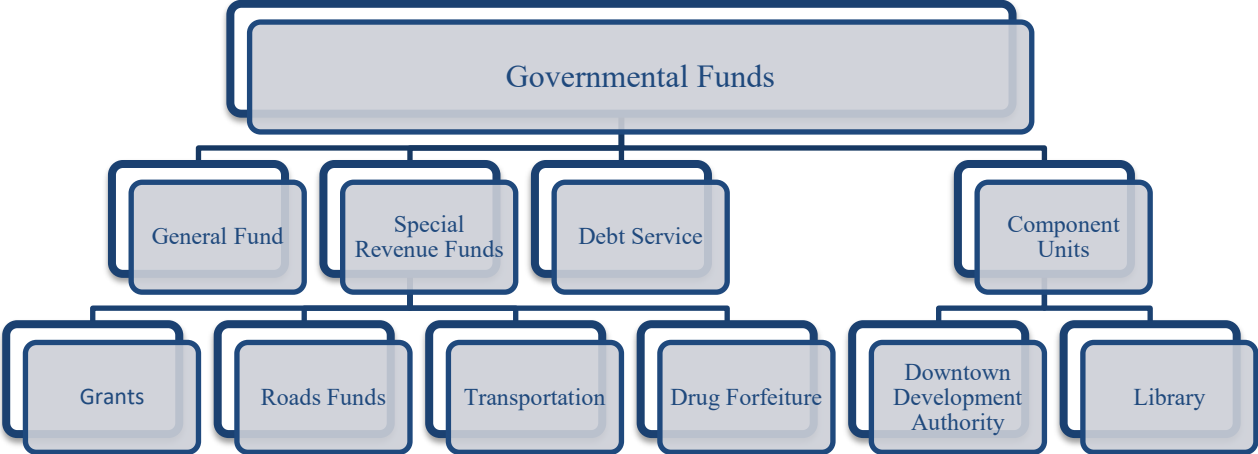 Governmental Funds
General Fund
Special
Revenue Funds
Debt Service
Component
Units
Grants
Roads Funds
Transportation
Drug Forfeiture
Downtown
Development
Authority
Library